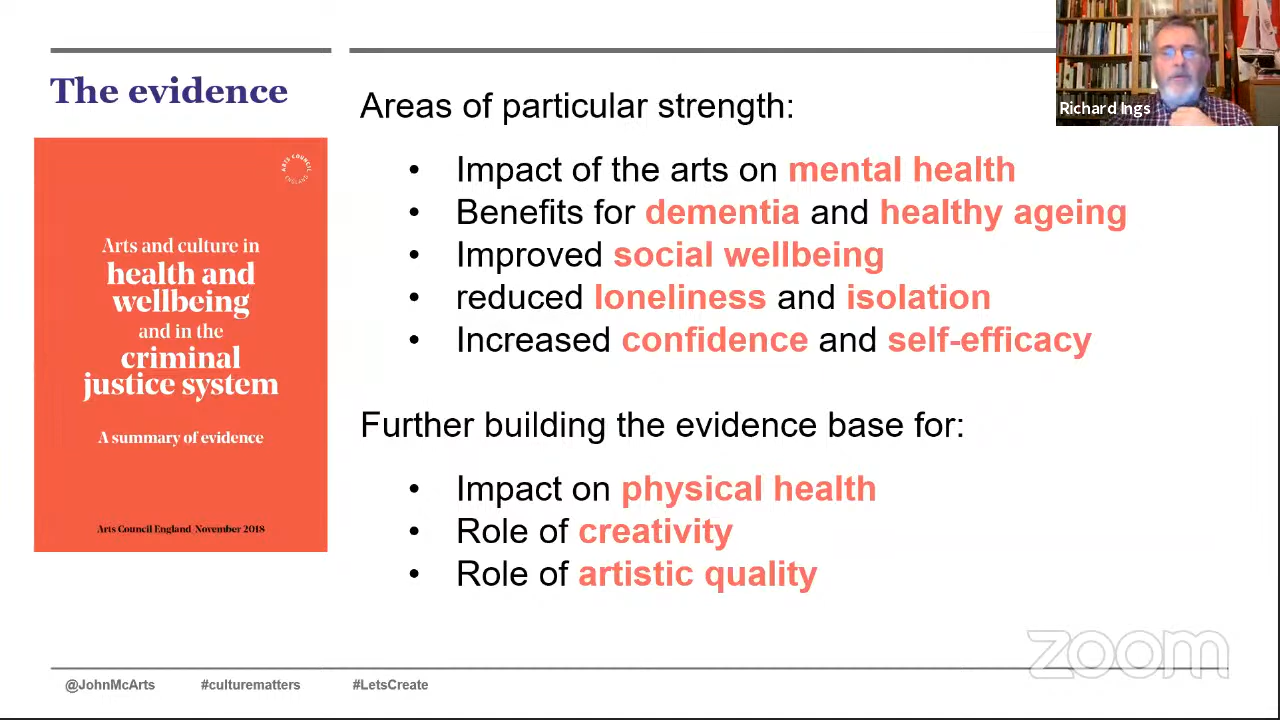 The evidence
ARTS COUNCIL
ENGLAND
Arts and culture in
health and
wellbeing
and in the
criminal
justice system
A summary of evidence
Arts Council England November 2018
Areas of particular strength:
• Impact of the arts on mental health
• Benefits for dementia and healthy ageing
• Improved social wellbeing
• reduced loneliness and isolation
• Increased confidence and self-efficacy
Further building the evidence base for:
• Impact on physical health
• Role of creativity
• Role of artistic quality
Richard Ings
zoom
@JohnMcArts #culturematters #LetsCreate